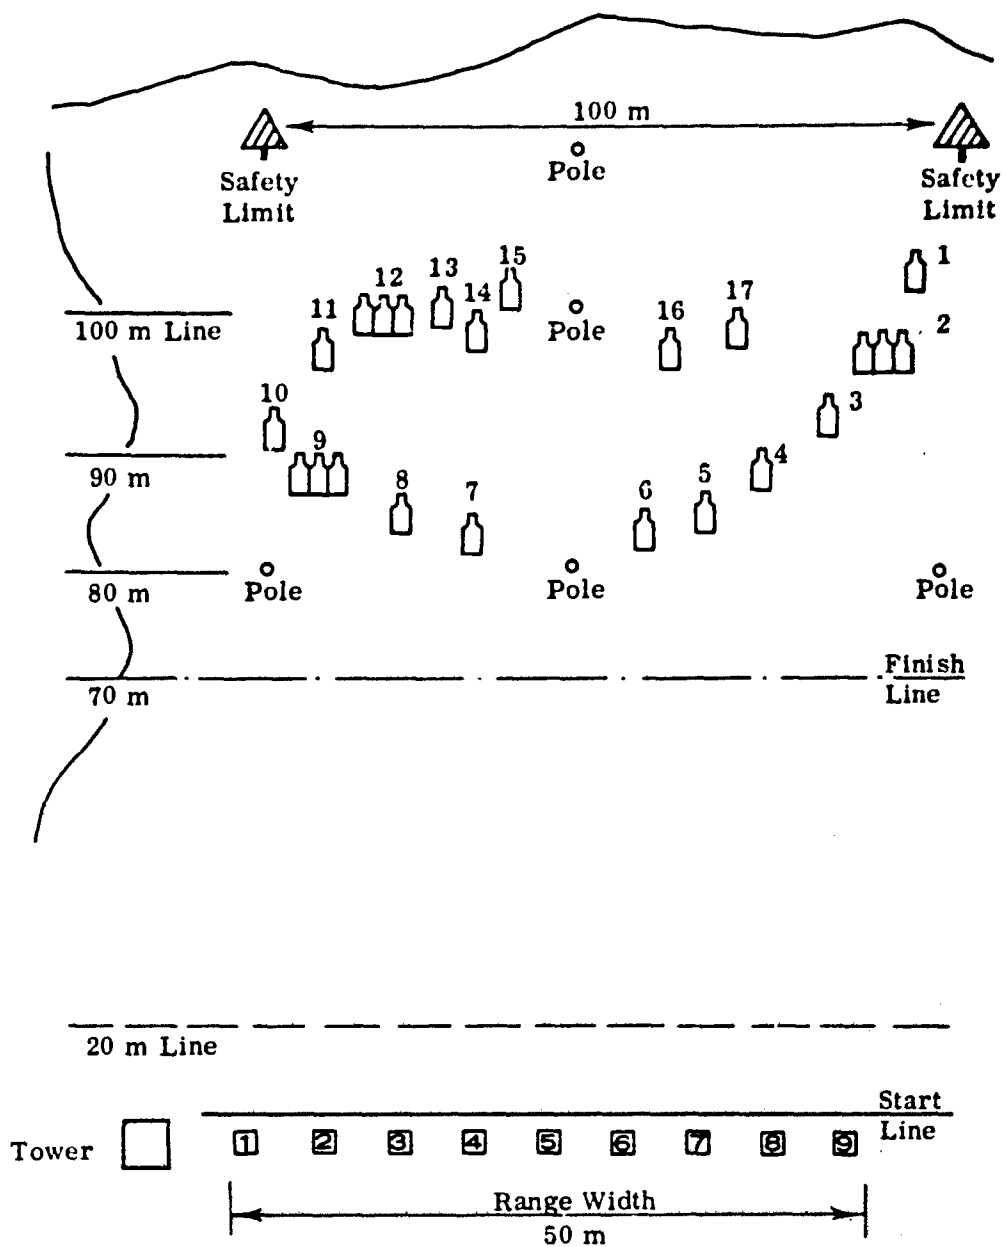 100 m
Pole
Safety
Limit
Safety
Limit
1
15
13
12
14
17
11
16
2
100 m Line
Pole
10
3
9
4
90 m
8
7
6
5
80 m
Pole
Pole
Pole
Finish
Line
70 m
20 m Line
Start
Line
Tower
1 2 3 4 5 6 7 8 9
Range Width
50 m